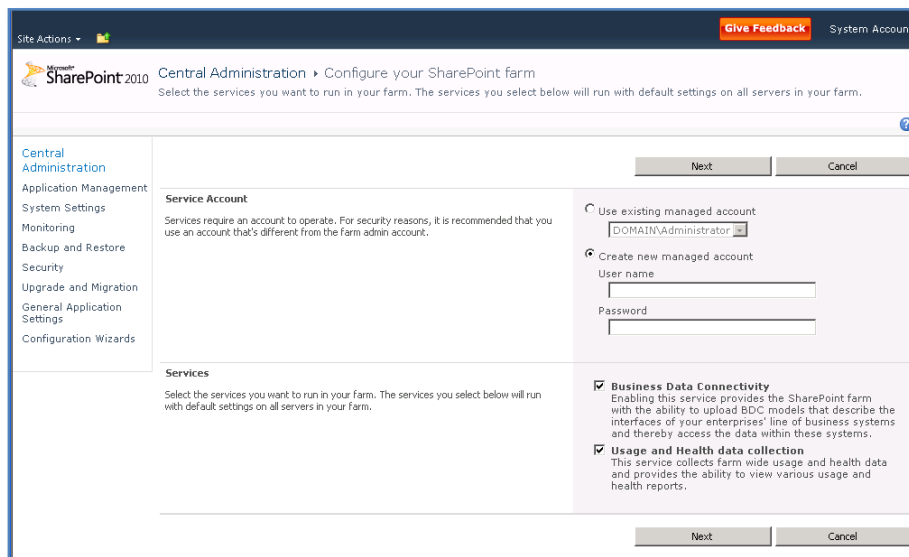 Give Feedback
System Accoun
Site Actions
Microsoft
SharePoint 2010
Central Administration ▸ Configure your SharePoint farm
Select the services you want to run in your farm. The services you select below will run with default settings on all servers in your farm.
Central
Administration
Application Management
System Settings
Monitoring
Backup and Restore
Security
Upgrade and Migration
General Application
Settings
Configuration Wizards
Next
Cancel
Service Account
Services require an account to operate. For security reasons, it is recommended that you
use an account that's different from the farm admin account.
Use existing managed account
DOMAIN\Administrator
Create new managed account
User name
Password
Services
Select the services you want to run in your farm. The services you select below will run
with default settings on all servers in your farm.
Business Data Connectivity
Enabling this service provides the SharePoint farm
with the ability to upload BDC models that describe the
interfaces of your enterprises' line of business systems
and thereby access the data within these systems.
Usage and Health data collection
This service collects farm wide usage and health data
and provides the ability to view various usage and
health reports.
Next
Cancel